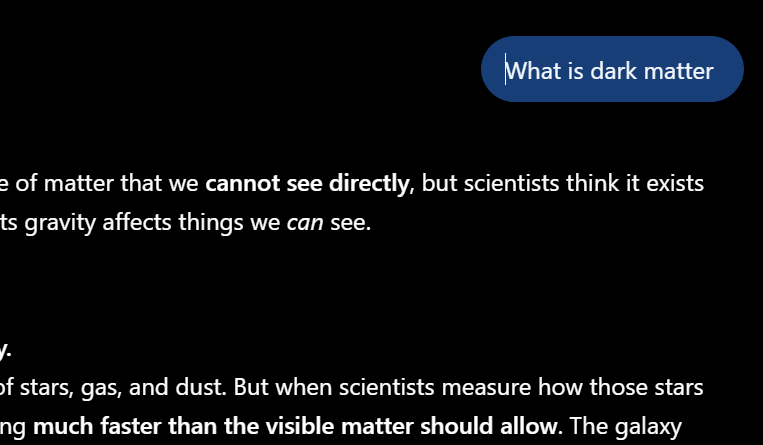 What is dark matter
e of matter that we cannot see directly, but scientists think it exists
ts gravity affects things we can see.
y.
of stars, gas, and dust. But when scientists measure how those stars
ng much faster than the visible matter should allow. The galaxy